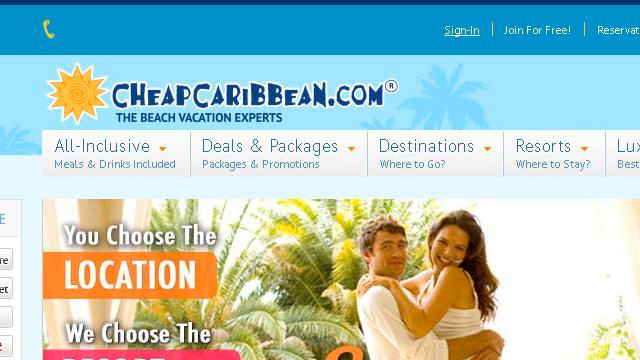 Sign-In
Join For Free!
CheapCaribbean.com®
THE BEACH VACATION EXPERTS
All-Inclusive
Meals & Drinks Included
Deals & Packages
Packages & Promotions
Destinations
Where to Go?
Resorts
Where to Stay?
Best
You Choose The
LOCATION
We Choose The